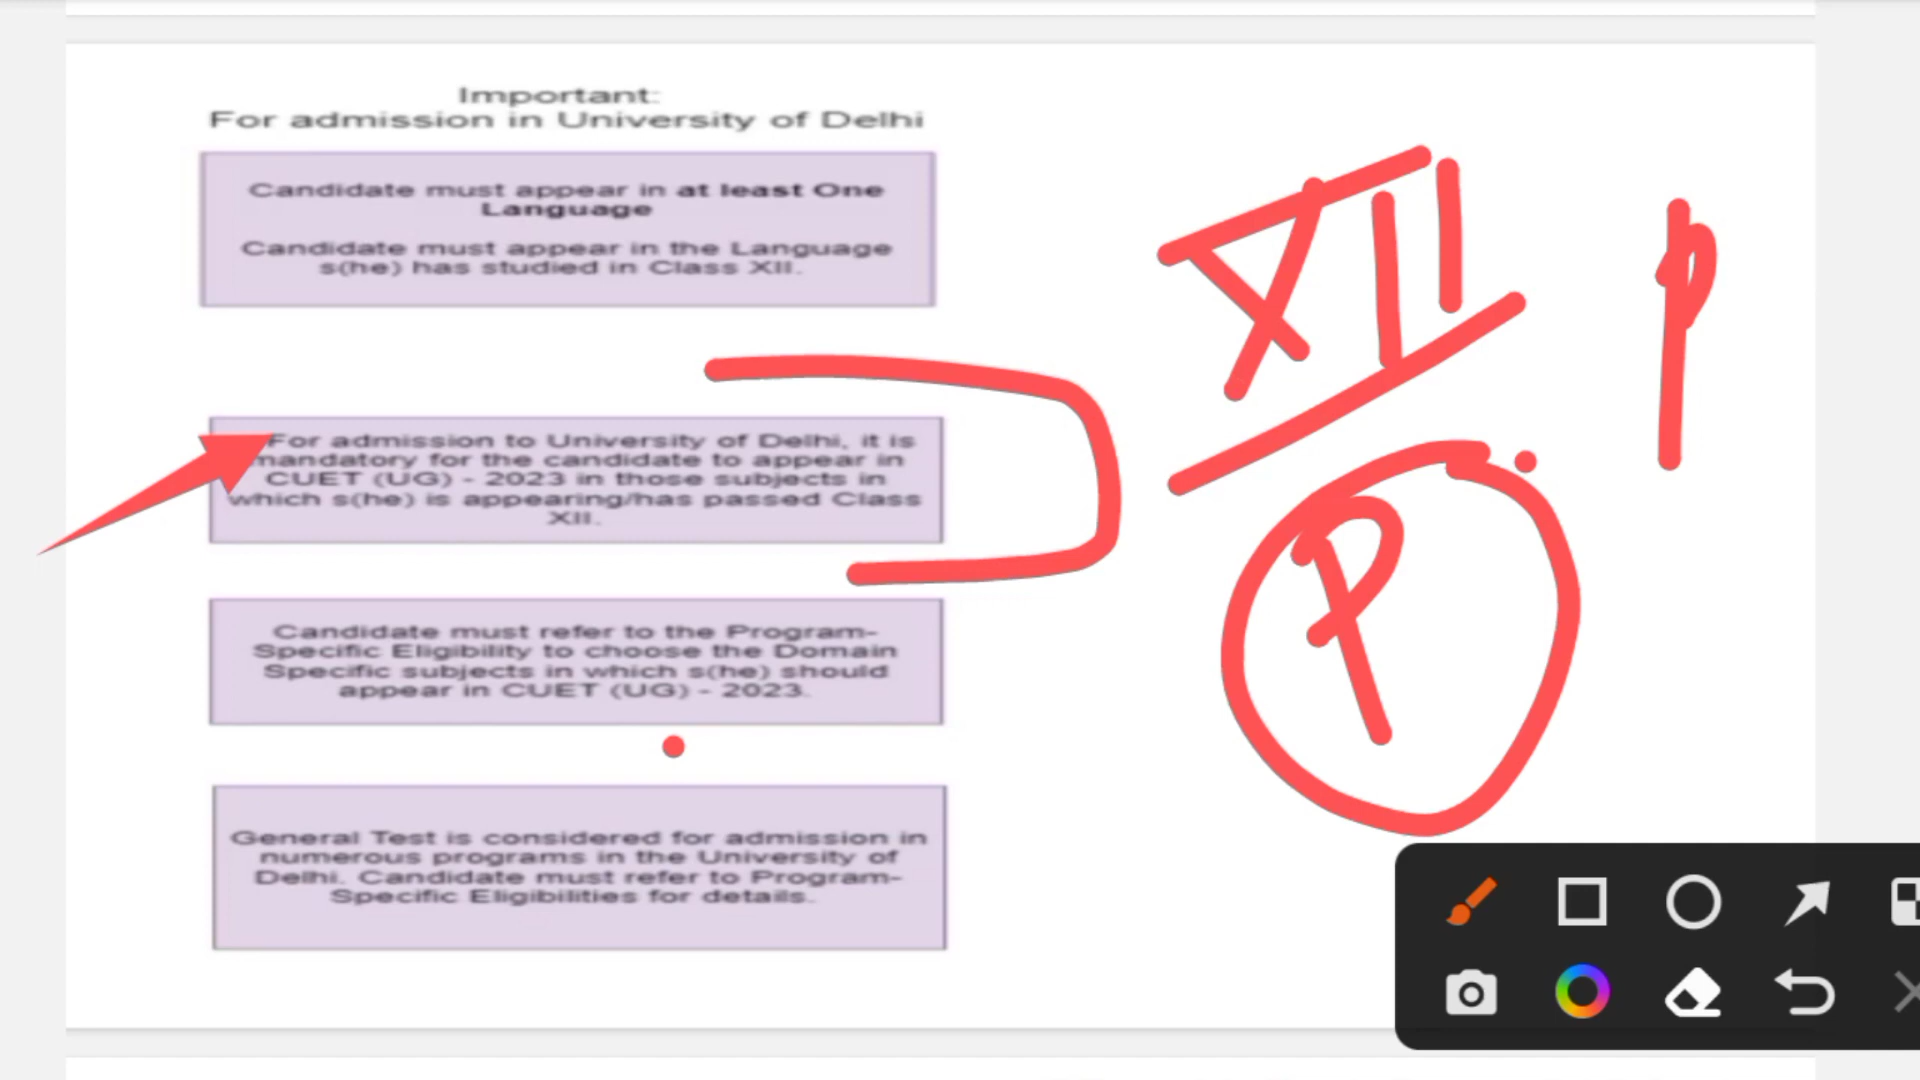 Important:
For admission in University of Delhi
Candidate must appear in at least One
Language
Candidate must appear in the Language
s(he) has studied in Class XII.
For admission to University of Delhi, it is
mandatory for the candidate to appear in
CUET (UG) - 2023 in those subjects in
which s(he) is appearing/has passed Class
XII.
Candidate must refer to the Program-
Specific Eligibility to choose the Domain
Specific subjects in which s(he) should
appear in CUET (UG) - 2023.
General Test is considered for admission in
numerous programs in the University of
Delhi. Candidate must refer to Program-
Specific Eligibilities for details.
XII
P
P